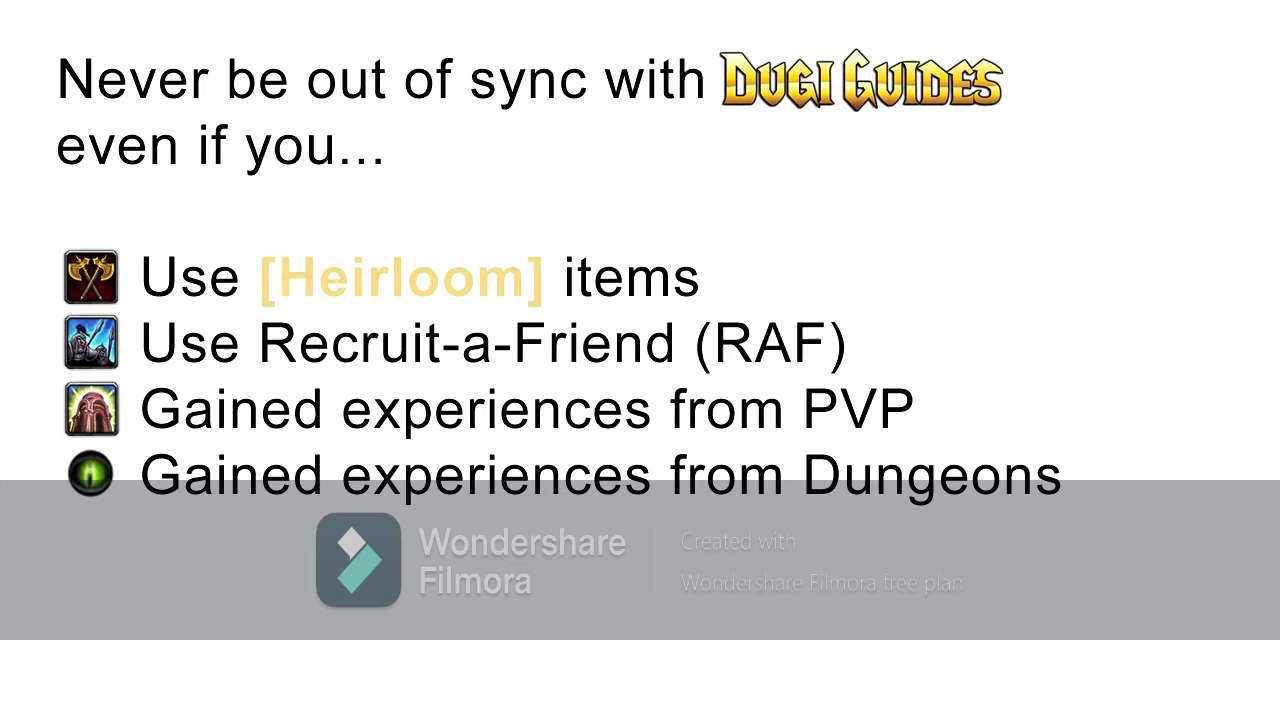 Never be out of sync with DUGI GUIDES
even if you...
Use [Heirloom] items
Use Recruit-a-Friend (RAF)
Gained experiences from PVP
Gained experiences from Dungeons
Wondershare
Filmora
Created with
Wondershare Filmora free plan